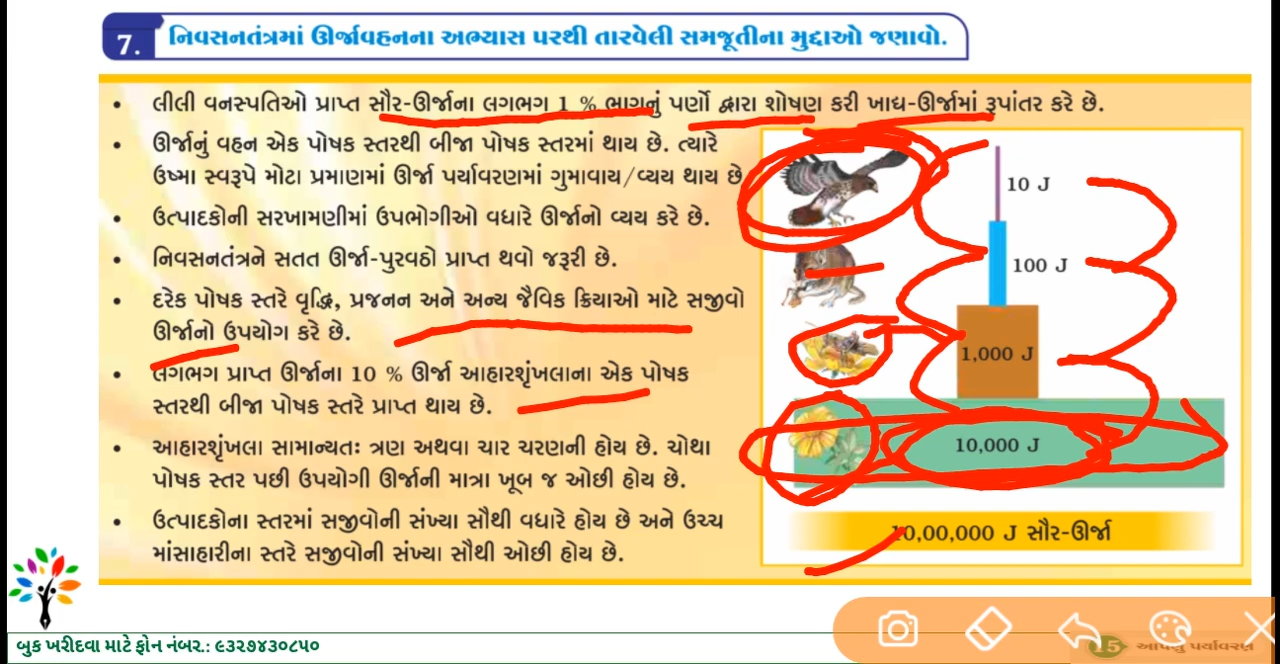 7. નિવસનતંત્રમાં ઊર્જાવહનના અભ્યાસ પરથી તારવેલી સમજૂતીના મુદ્દાઓ જણાવો.
• લીલી વનસ્પતિઓ પ્રાપ્ત સૌર-ઊર્જાના લગભગ 1 % ભાગનું પર્ણો દ્વારા શોષણ કરી ખાદ્ય-ઊર્જામાં રૂપાંતર કરે છે.
• ઊર્જાનું વહન એક પોષક સ્તરથી બીજા પોષક સ્તરમાં થાય છે. ત્યારે
ઉષ્મા સ્વરૂપે મોટા પ્રમાણમાં ઊર્જા પર્યાવરણમાં ગુમાવાય/વ્યય થાય છે
• ઉત્પાદકોની સરખામણીમાં ઉપભોગીઓ વધારે ઊર્જાનો વ્યય કરે છે.
• નિવસનતંત્રને સતત ઊર્જા-પુરવઠો પ્રાપ્ત થવો જરૂરી છે.
• દરેક પોષક સ્તરે વૃદ્ધિ, પ્રજનન અને અન્ય જૈવિક ક્રિયાઓ માટે સજીવો
ઊર્જાનો ઉપયોગ કરે છે.
• લગભગ પ્રાપ્ત ઊર્જાના 10 % ઊર્જા આહારશૃંખલાના એક પોષક
સ્તરથી બીજા પોષક સ્તરે પ્રાપ્ત થાય છે.
• આહારશૃંખલા સામાન્યતઃ ત્રણ અથવા ચાર ચરણની હોય છે. ચોથા
પોષક સ્તર પછી ઉપયોગી ઊર્જાની માત્રા ખૂબ જ ઓછી હોય છે.
• ઉત્પાદકોના સ્તરમાં સજીવોની સંખ્યા સૌથી વધારે હોય છે અને ઉચ્ચ
માંસાહારીના સ્તરે સજીવોની સંખ્યા સૌથી ઓછી હોય છે.
10 J
100 J
1,000 J
10,000 J
10,00,000 J સૌર-ઊર્જા
બુક ખરીદવા માટે ફોન નંબર.: ૯૩૨૭૪૩૦૮૫૦
15 આપણું પર્યાવરણ